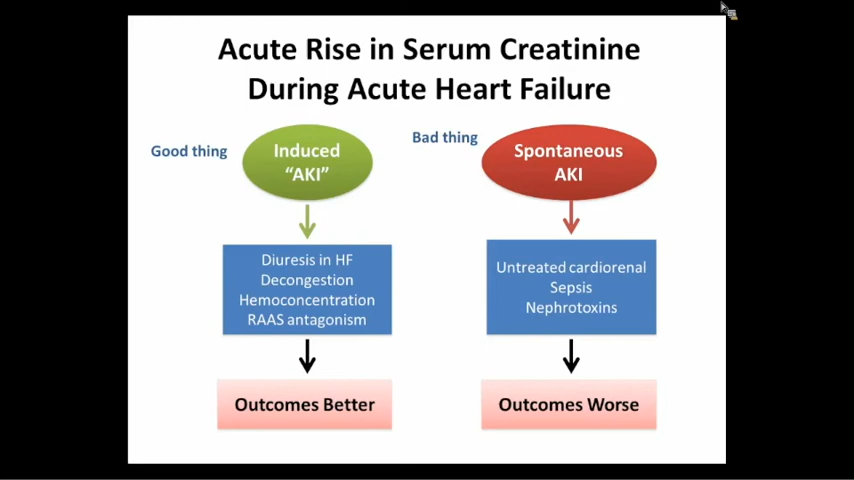 Acute Rise in Serum Creatinine
During Acute Heart Failure
Good thing
Induced
“AKI”
Diuresis in HF
Decongestion
Hemoconcentration
RAAS antagonism
Outcomes Better
Bad thing
Spontaneous
AKI
Untreated cardiorenal
Sepsis
Nephrotoxins
Outcomes Worse